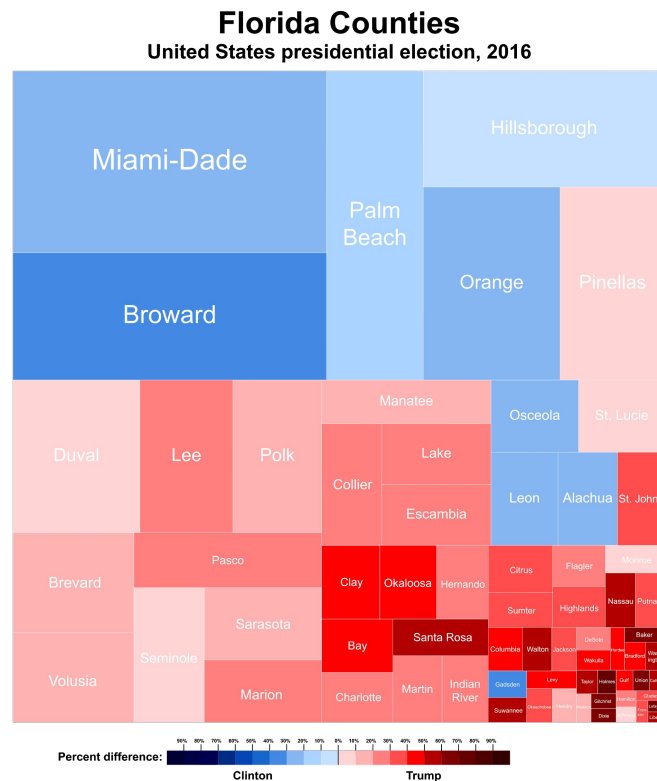 Florida Counties
United States presidential election, 2016
Miami-Dade
Broward
Palm
Beach
Hillsborough
Orange
Pinellas
Duval
Lee
Polk
Manatee
Collier
Lake
Escambia
Osceola
St. Lucie
Leon
Alachua
St. John
Brevard
Pasco
Volusia
Seminole
Sarasota
Marion
Clay
Okaloosa
Hernando
Bay
Santa Rosa
Charlotte
Martin
Indian
River
Citrus
Flagler
Monroe
Sumter
Highlands
Nassau
Putna
Columbia
Walton
Jackson
DeSoto
Wakulla
Bradford
Baker
Gadsden
Levy
Suwannee
Okeechobee
Taylor
Holmes
Gulf
Union
Gilchrist
Dixie
Hamilton
Percent difference:
90% 80% 70% 60% 50% 40% 30% 20% 10% 0% 10% 20% 30% 40% 50% 60% 70% 80% 90%
Clinton
Trump